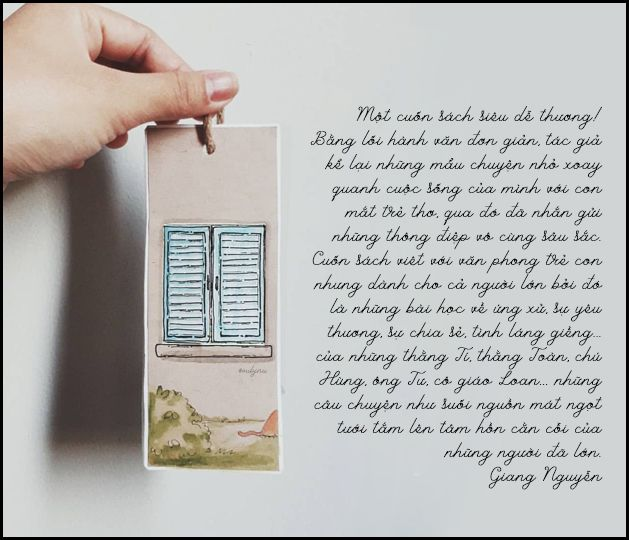 Một cuốn sách siêu dễ thương!
Bằng lối hành văn đơn giản, tác giả
kể lại những mẩu chuyện nhỏ xoay
quanh cuộc sống của mình với con
mắt trẻ thơ, qua đó đã nhắn gửi
những thông điệp vô cùng sâu sắc.
Cuốn sách viết với văn phong trẻ con
nhưng dành cho cả người lớn bởi đó
là những bài học về ứng xử, sự yêu
thương, sự chia sẻ, tình láng giềng...
của những thằng Tí, thằng Toàn, chú
Hùng, ông Tư, cô giáo Loan... những
câu chuyện như suối nguồn mát ngọt
tưới tắm lên tâm hồn cằn cỗi của
những người đã lớn.
Giang Nguyễn